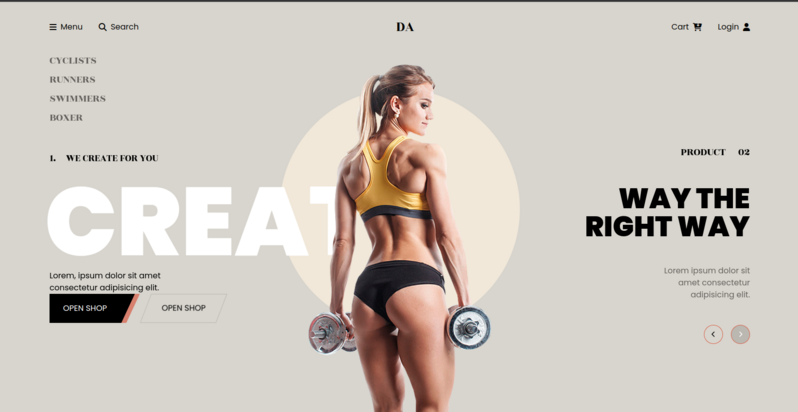 Menu
Search
DA
Cart
Login
CYCLISTS
RUNNERS
SWIMMERS
BOXER
1. WE CREATE FOR YOU
CREAT
Lorem, ipsum dolor sit amet
consectetur adipisicing elit.
OPEN SHOP
OPEN SHOP
PRODUCT 02
WAY THE
RIGHT WAY
Lorem ipsum dolor sit
amet consectetur
adipisicing elit.